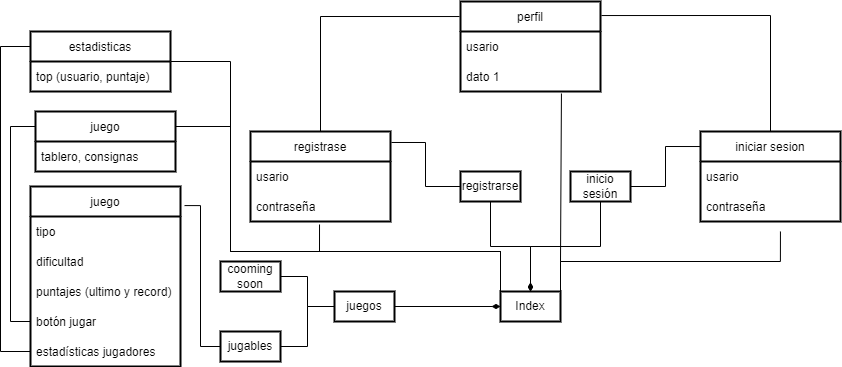 perfil
usario
dato 1
estadisticas
top (usuario, puntaje)
juego
tablero, consignas
registrase
usario
contraseña
registrarse
inicio
sesión
iniciar sesion
usario
contraseña
juego
tipo
dificultad
puntajes (ultimo y record)
botón jugar
estadísticas jugadores
cooming
soon
juegos
Index
jugables